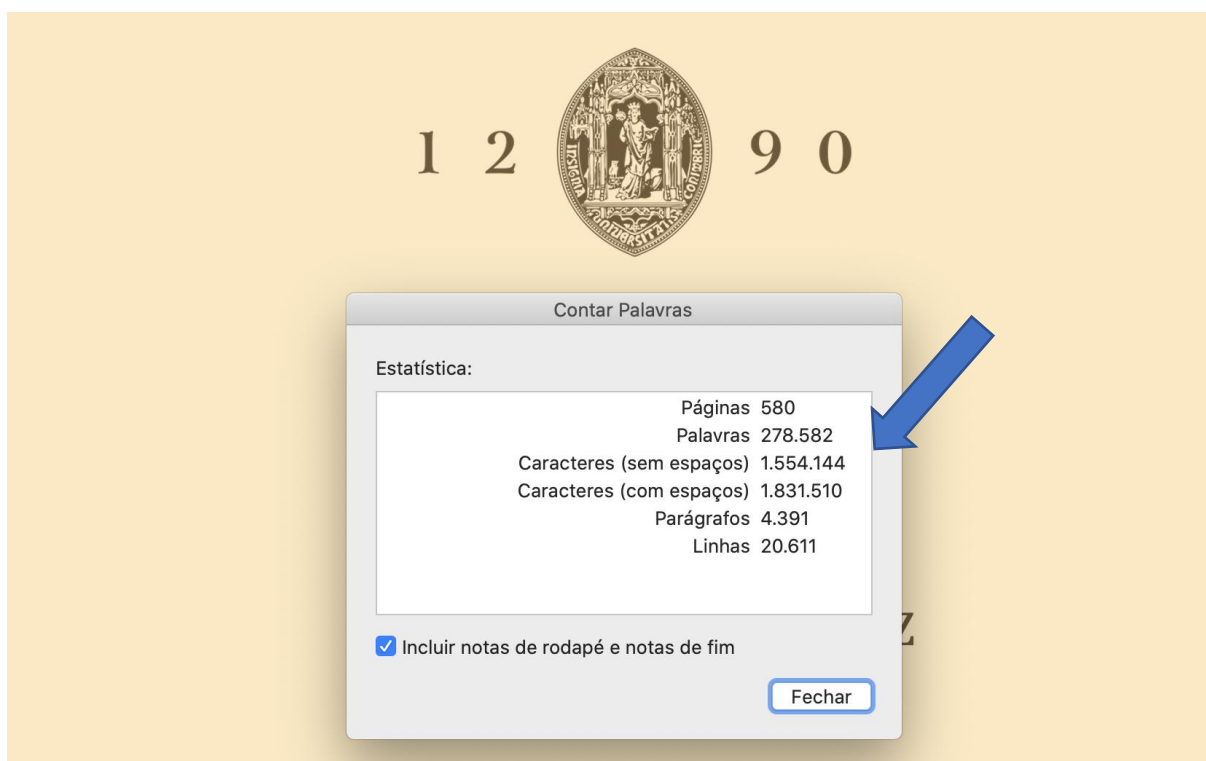 1 2 9 0
INSIGNIA UNIVERSITATIS
Contar Palavras
Estatística:
Páginas 580
Palavras 278.582
Caracteres (sem espaços) 1.554.144
Caracteres (com espaços) 1.831.510
Parágrafos 4.391
Linhas 20.611
Z
Incluir notas de rodapé e notas de fim
Fechar